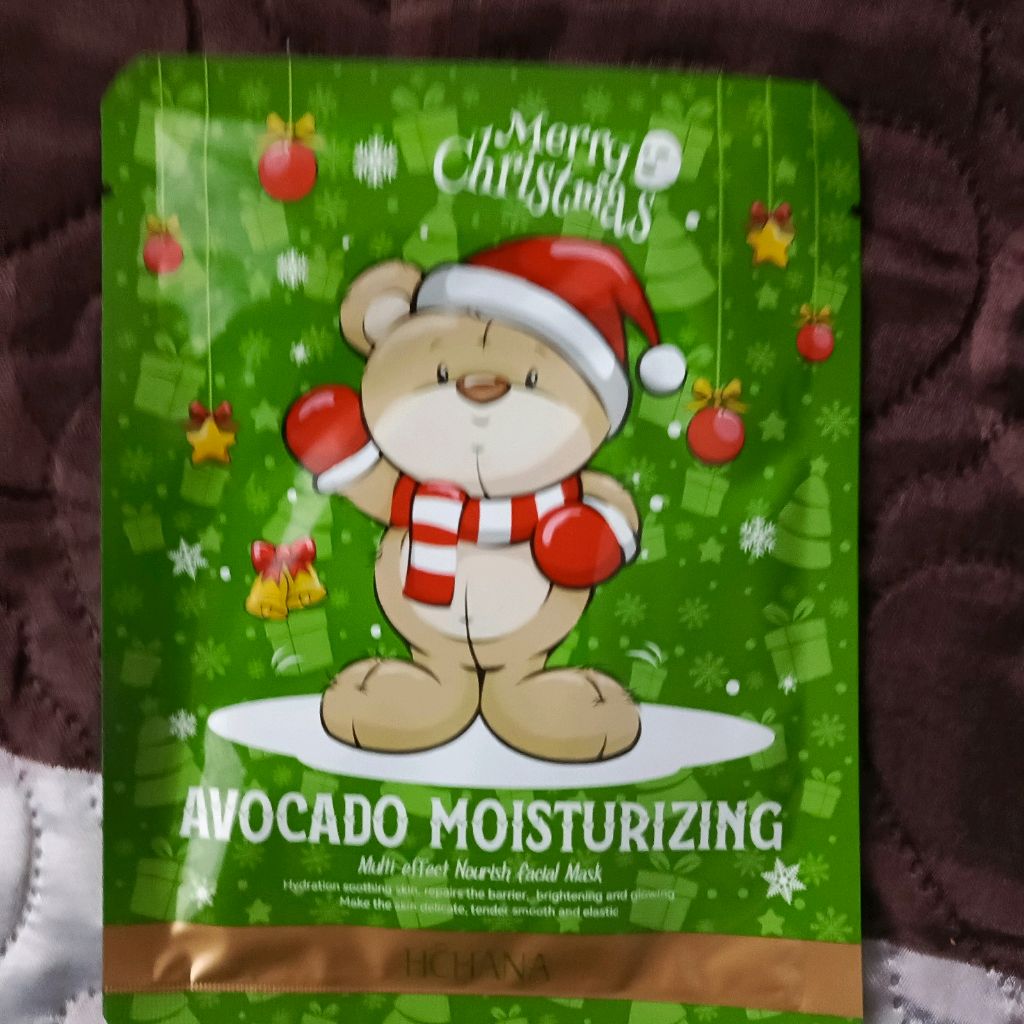 Merry
Christmas
AVOCADO MOISTURIZING
Multi-effect Nourish facial Mask
Hydration soothing skin, repairs the barrier, brightening and glowing
Make the skin delicate, tender smooth and elastic
HCHANA